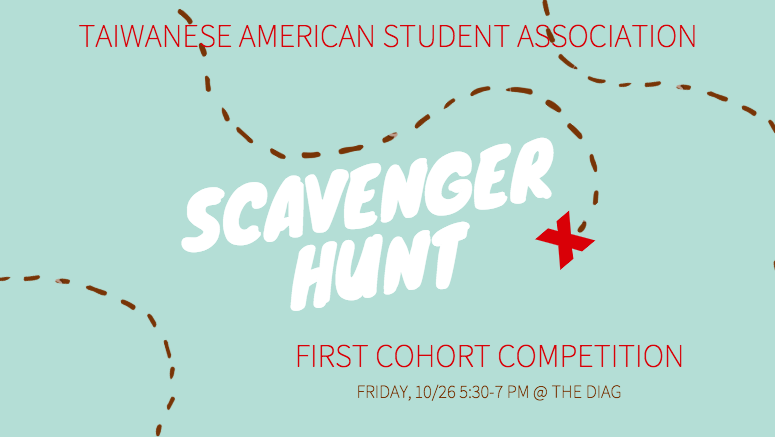 TAIWANESE AMERICAN STUDENT ASSOCIATION
SCAVENGER
HUNT
FIRST COHORT COMPETITION
FRIDAY, 10/26 5:30-7 PM @ THE DIAG